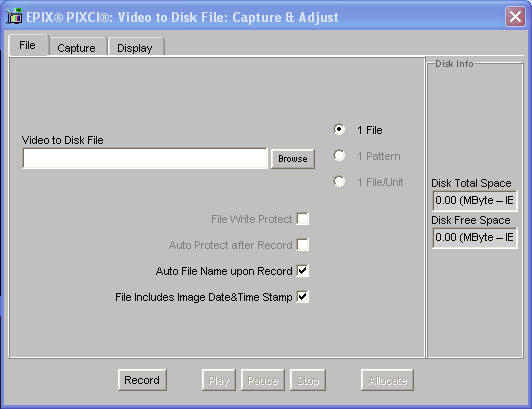 EPIX® PIXCI®: Video to Disk File: Capture & Adjust
File Capture Display
Disk Info
Video to Disk File
Browse
1 File
1 Pattern
1 File/Unit
Disk Total Space
0.00 (MByte – IE
Disk Free Space
0.00 (MByte – IE
File Write Protect
Auto Protect after Record
Auto File Name upon Record
File Includes Image Date&Time Stamp
Record Play Pause Stop Allocate